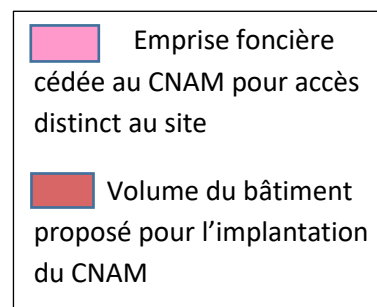 Emprise foncière
cédée au CNAM pour accès
distinct au site
Volume du bâtiment
proposé pour l’implantation
du CNAM